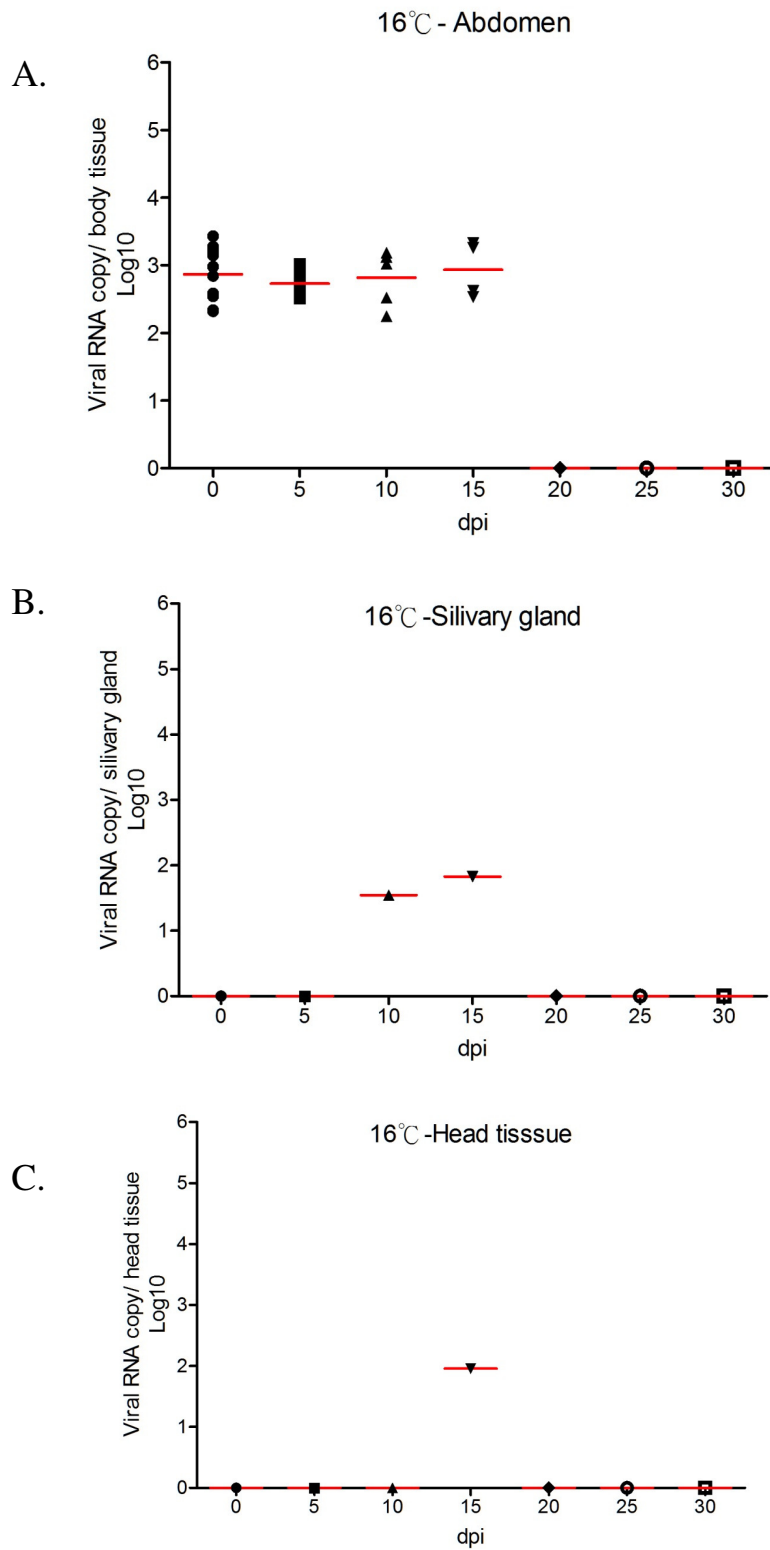 16℃ - Abdomen
A.
6
5
4
3
2
1
0
Viral RNA copy/ body tissue
Log10
0 5 10 15 20 25 30
dpi
B.
16℃ -Silivary gland
6
5
4
3
2
1
0
Viral RNA copy/ silivary gland
Log10
0 5 10 15 20 25 30
dpi
C.
16℃ -Head tisssue
6
5
4
3
2
1
0
Viral RNA copy/ head tissue
Log10
0 5 10 15 20 25 30
dpi